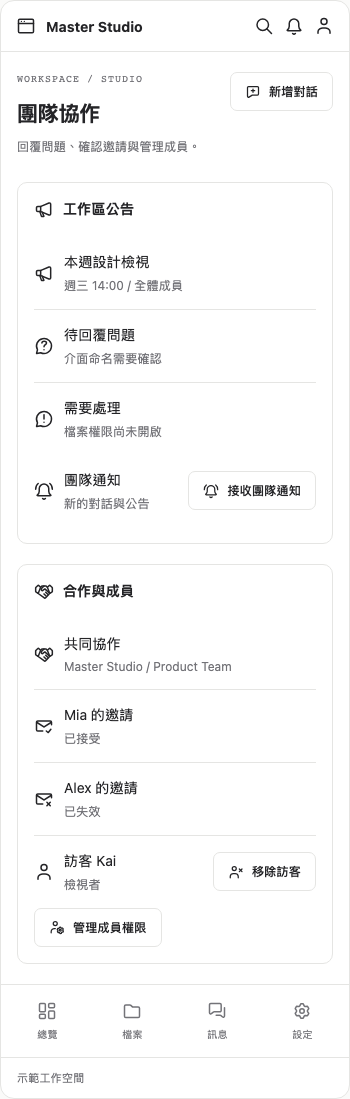 Master Studio
WORKSPACE / STUDIO
團隊協作
新增對話
回覆問題、確認邀請與管理成員。
工作區公告
本週設計檢視
週三 14:00 / 全體成員
待回覆問題
介面命名需要確認
需要處理
檔案權限尚未開啟
團隊通知
新的對話與公告
接收團隊通知
合作與成員
共同協作
Master Studio / Product Team
Mia 的邀請
已接受
Alex 的邀請
已失效
訪客 Kai
檢視者
移除訪客
管理成員權限
總覽
檔案
訊息
設定
示範工作空間